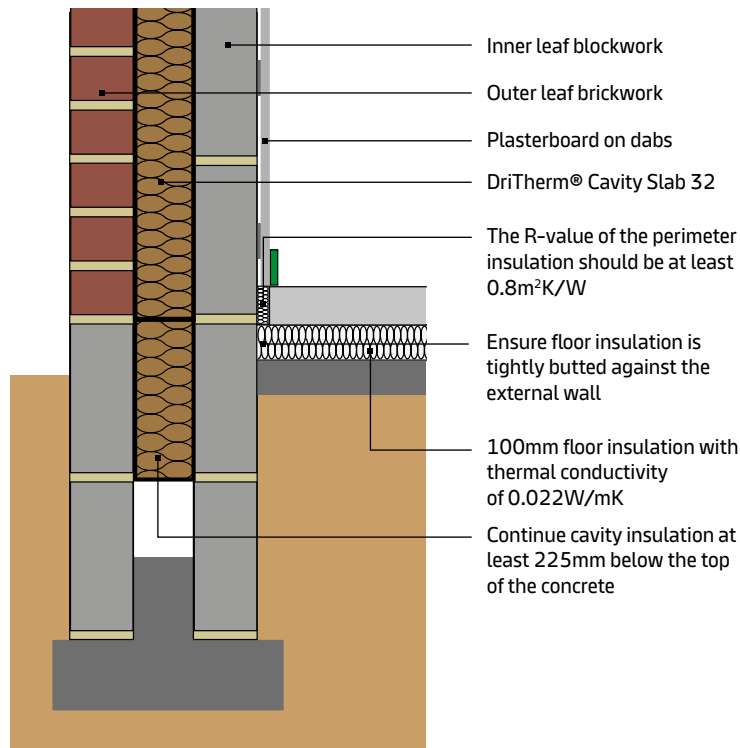 Inner leaf blockwork
Outer leaf brickwork
Plasterboard on dabs
DriTherm® Cavity Slab 32
The R-value of the perimeter
insulation should be at least
0.8m²K/W
Ensure floor insulation is
tightly butted against the
external wall
100mm floor insulation with
thermal conductivity
of 0.022W/mK
Continue cavity insulation at
least 225mm below the top
of the concrete